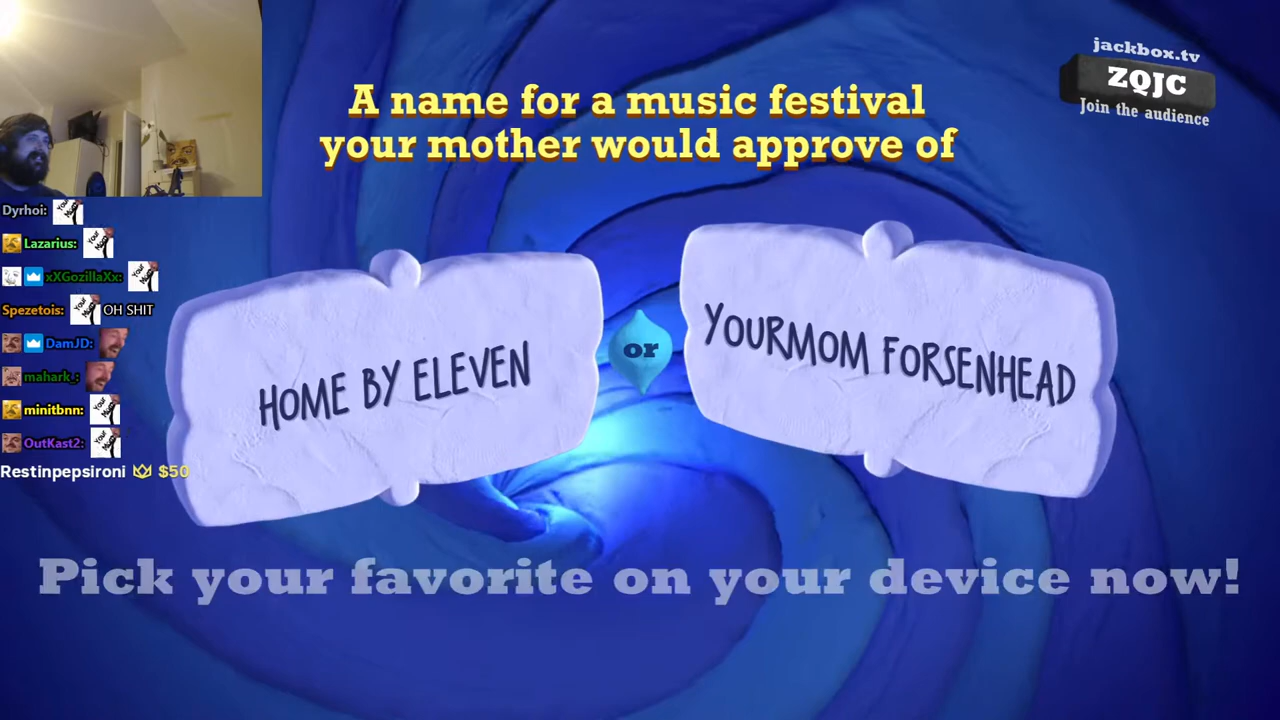 jackbox.tv
ZQJC
Join the audience
A name for a music festival
your mother would approve of
Dyrhoi:
Lazarius:
xXGozillaXx:
Spezetois: OH SHIT
DamJD:
mahark_:
minitbnn:
OutKast2:
Restinpepsironi $50
HOME BY ELEVEN
or
YOURMOM FORSENHEAD
Pick your favorite on your device now!